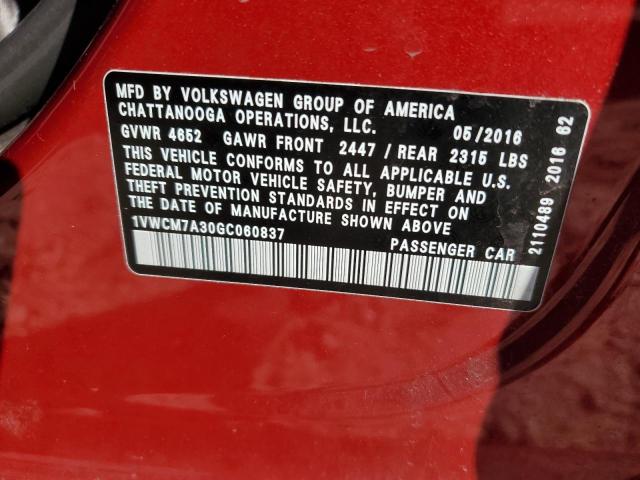 MFD BY VOLKSWAGEN GROUP OF AMERICA
CHATTANOOGA OPERATIONS, LLC. 05/2016
GVWR 4652 GAWR FRONT 2447 / REAR 2315 LBS
THIS VEHICLE CONFORMS TO ALL APPLICABLE U.S.
FEDERAL MOTOR VEHICLE SAFETY, BUMPER AND
THEFT PREVENTION STANDARDS IN EFFECT ON
THE DATE OF MANUFACTURE SHOWN ABOVE
1VWCM7A30GC060837 PASSENGER CAR
2110489 2016 62